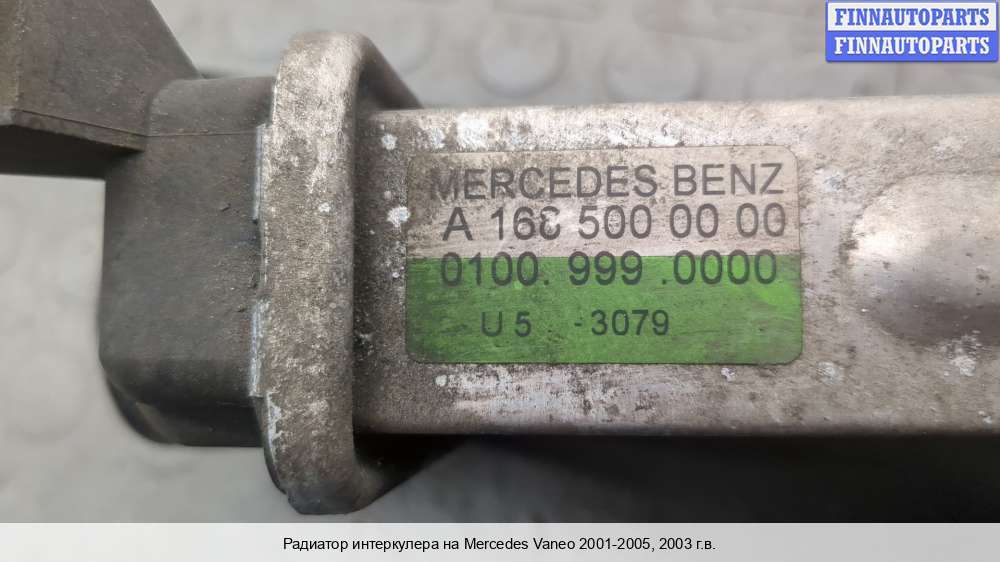 FINNAUTOPARTS
FINNAUTOPARTS
MERCEDES BENZ
A 168 500 00 00
0100. 999 .0000
U 5 - 3079
Радиатор интеркулера на Mercedes Vaneo 2001-2005, 2003 г.в.